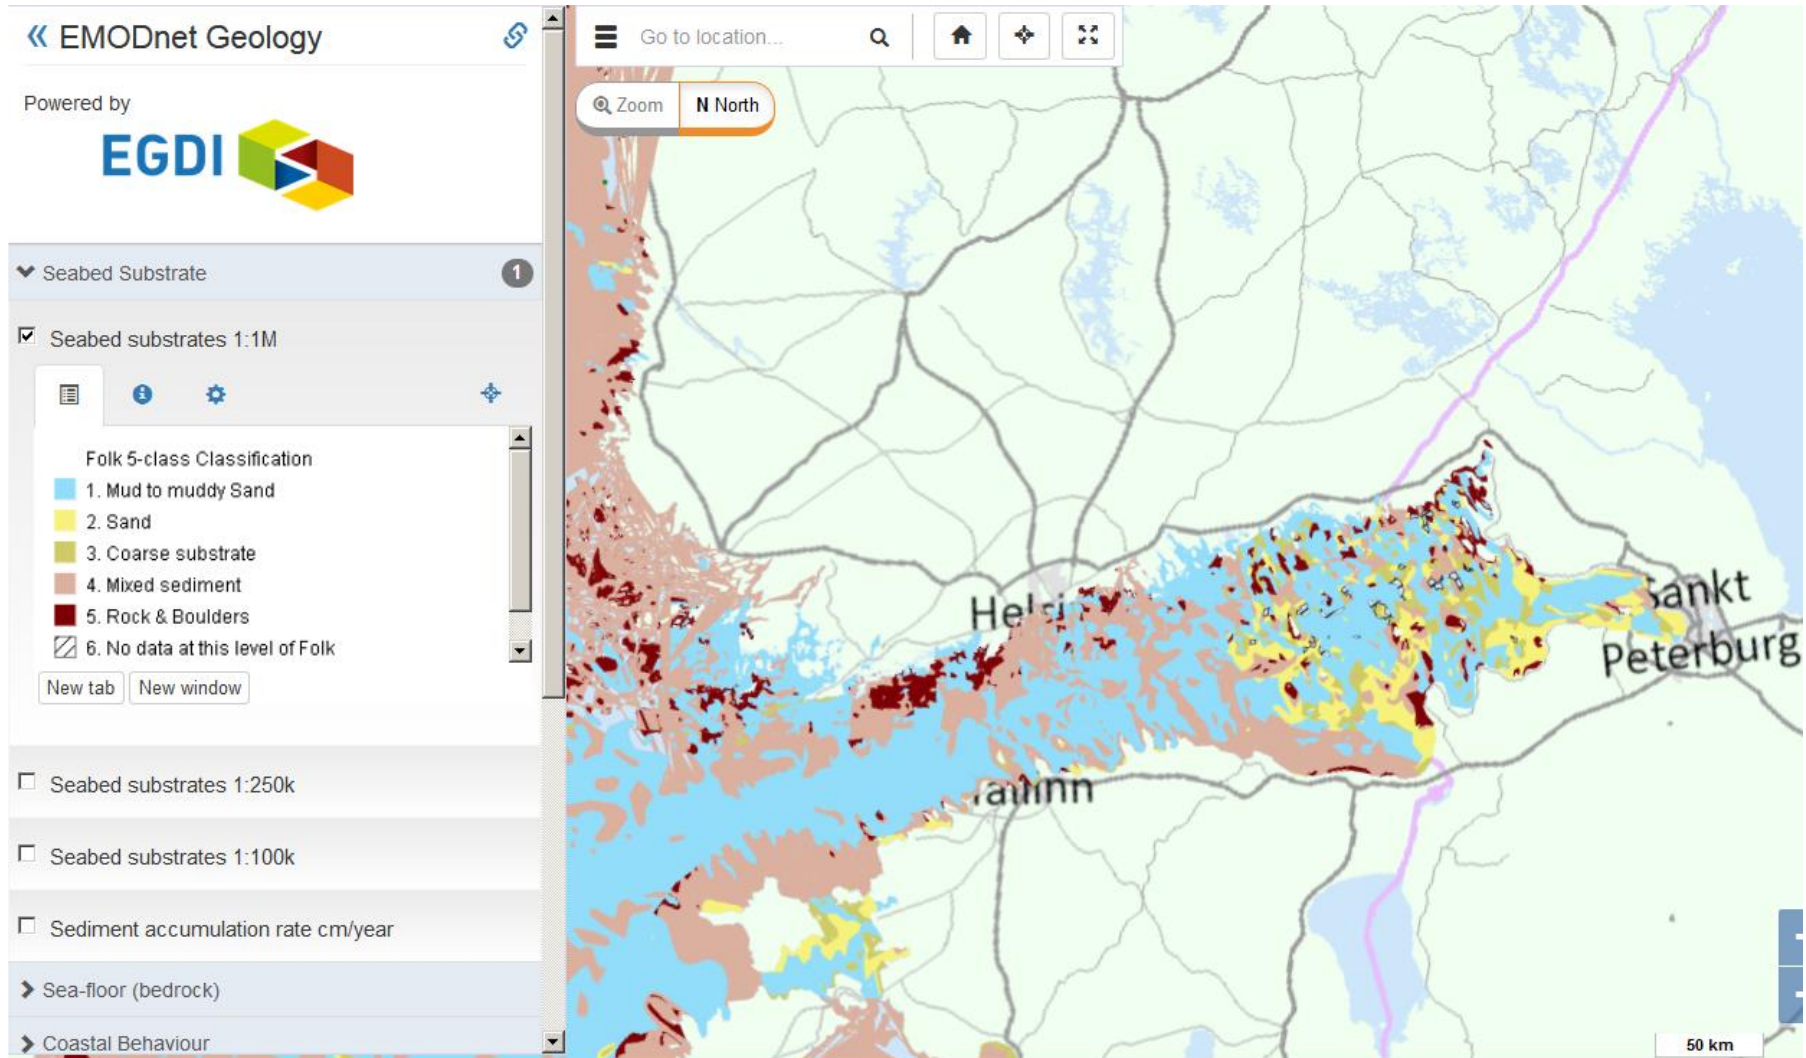 EMODnet Geology
Powered by
EGDI
Seabed Substrate
1
Seabed substrates 1:1M
Folk 5-class Classification
1. Mud to muddy Sand
2. Sand
3. Coarse substrate
4. Mixed sediment
5. Rock & Boulders
6. No data at this level of Folk
New tab
New window
Seabed substrates 1:250k
Seabed substrates 1:100k
Sediment accumulation rate cm/year
Sea-floor (bedrock)
Coastal Behaviour
Go to location...
Zoom
N North
Sankt
Peterburg
Tallinn
50 km